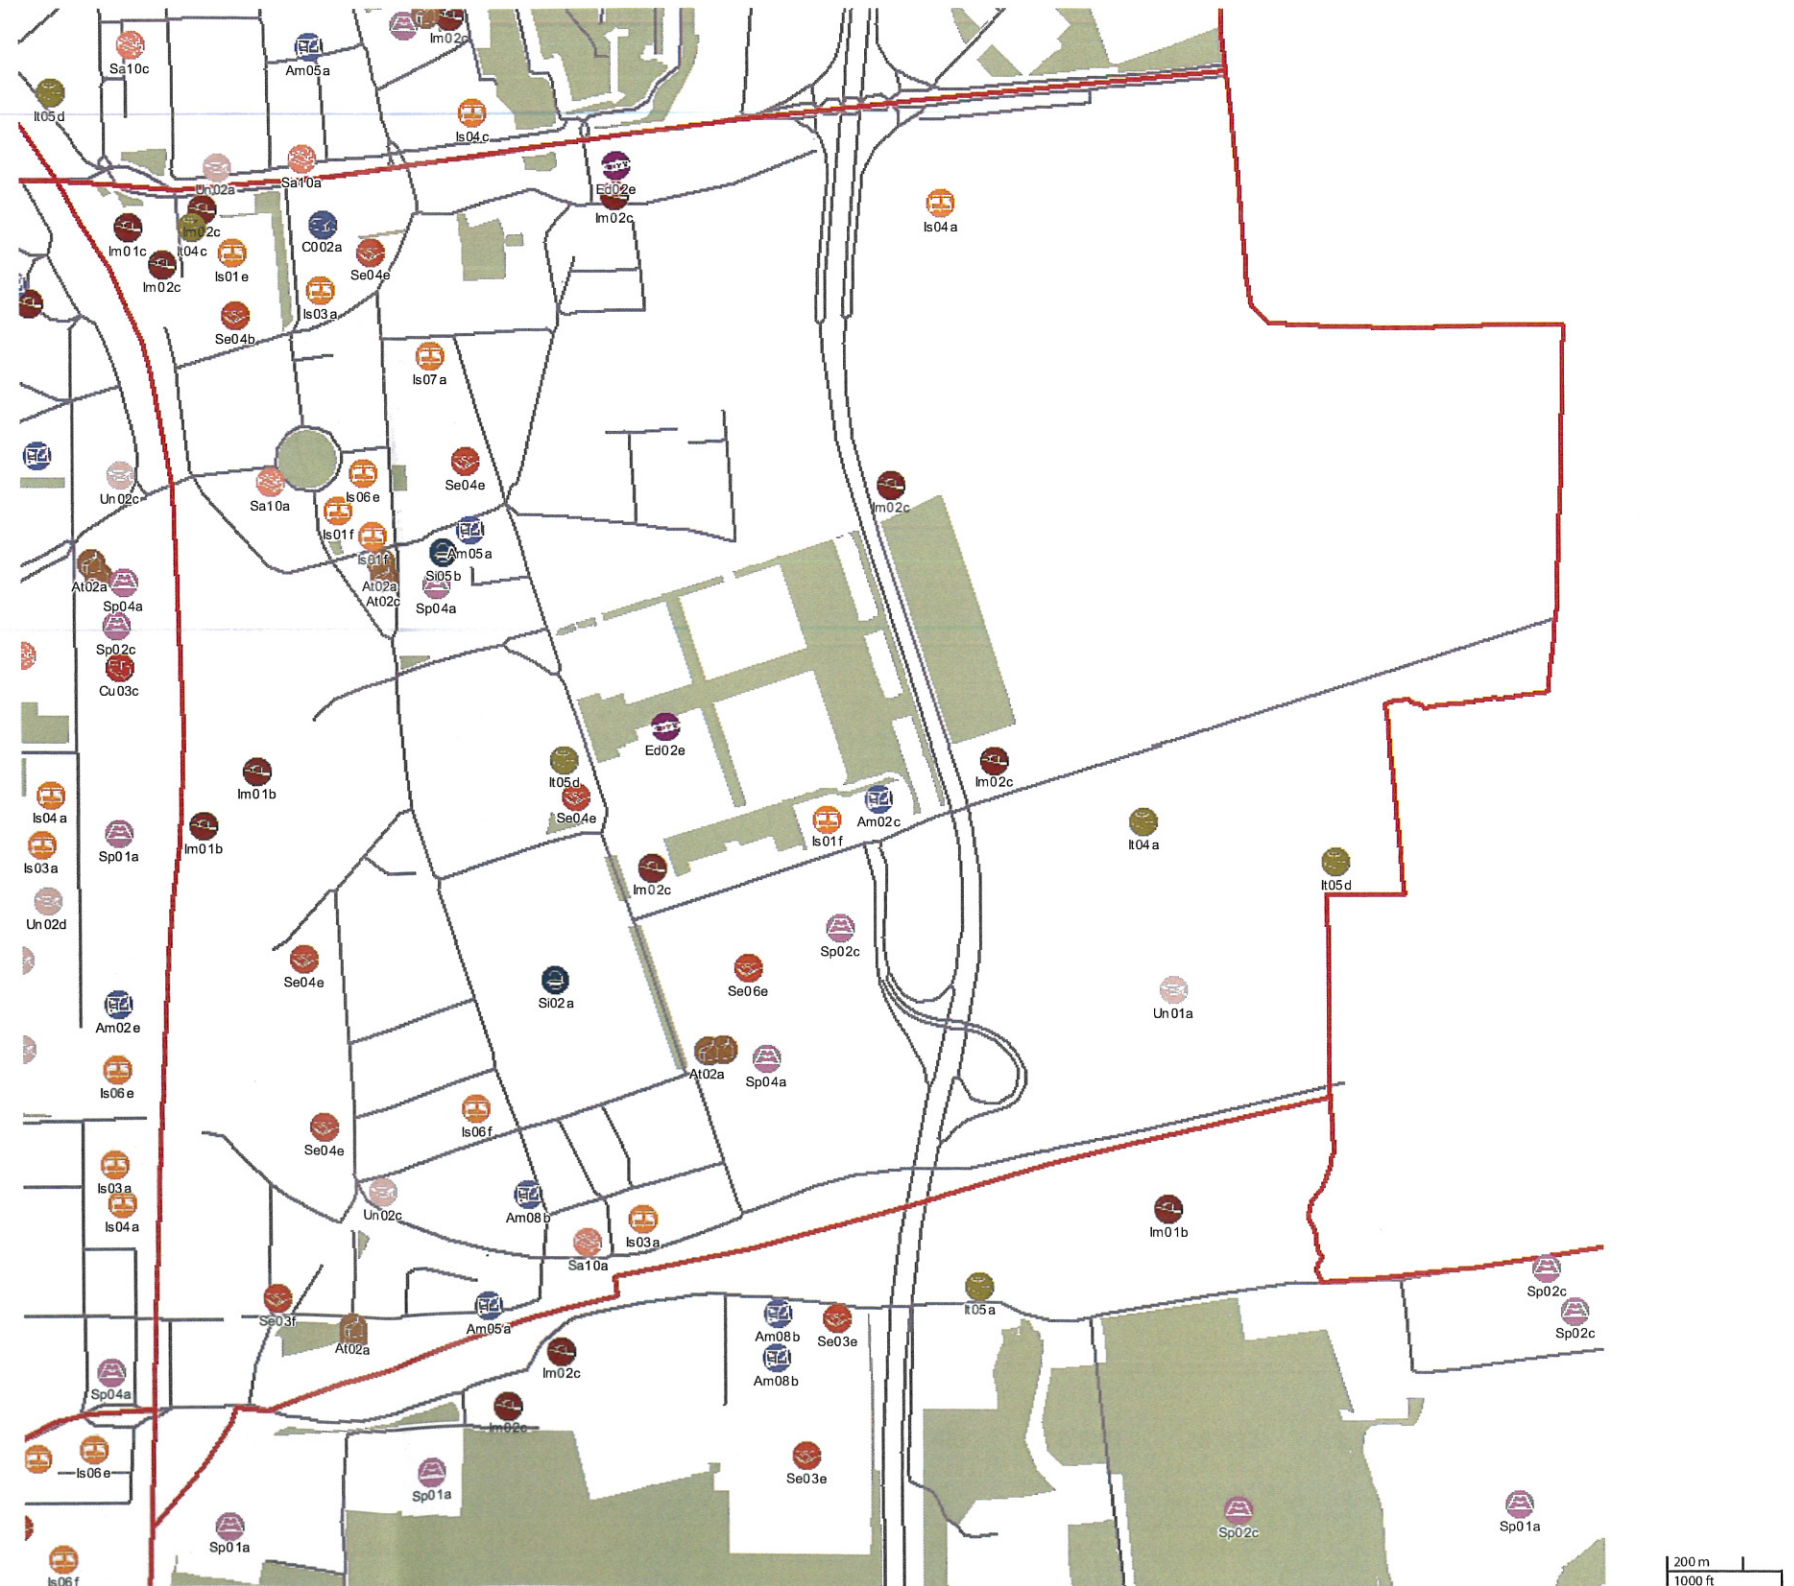 Im02c
Sa10c
Am05a
It05d
Is04c
Un02a
Sa10a
Ed02e
Im02c
Is04a
Im01c
Im02c
It04c
C002a
Is01e
Se04e
Im02c
Is03a
Se04b
Is07a
Un02c
Sa10a
Is06e
Se04e
Im02c
Is01f
Is01f
Am05a
Si05b
At02a
At02a
At02c
Sp04a
Sp04a
Sp02c
Cu03c
Ed02e
Im01b
It05d
Im02c
Is04a
Se04e
Am02c
Is01f
It04a
Sp01a
Im01b
Is03a
Im02c
It05d
Un02d
Sp02c
Se04e
Se06e
Si02a
Un01a
Am02e
At02a
Sp04a
Is06e
Is06f
Se04e
Is03a
Is04a
Un02c
Am08b
Is03a
Im01b
Sa10a
Sp02c
It05a
Se03f
Am05a
Am08b
Se03e
Sp02c
At02a
Im02c
Am08b
Sp04a
Im02c
Is06e
Sp01a
Se03e
Sp01a
Sp02c
Sp01a
Is06f
200 m
1000 ft